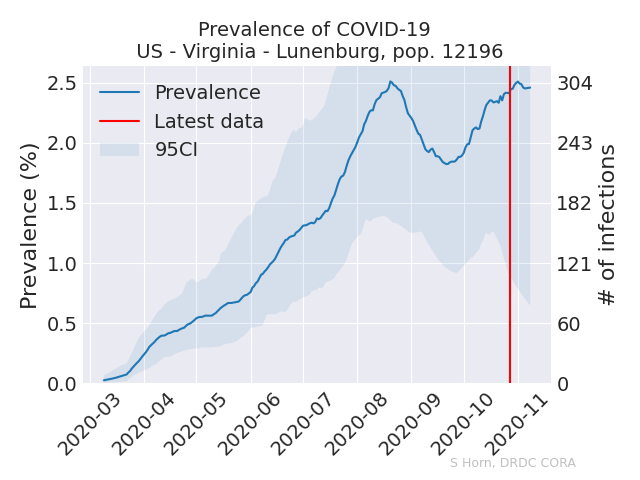 Prevalence of COVID-19
US - Virginia - Lunenburg, pop. 12196
Prevalence
Latest data
95CI
Prevalence (%)
2.5
2.0
1.5
1.0
0.5
0.0
304
243
182
121
60
0
# of infections
2020-03
2020-04
2020-05
2020-06
2020-07
2020-08
2020-09
2020-10
2020-11
S Horn, DRDC CORA